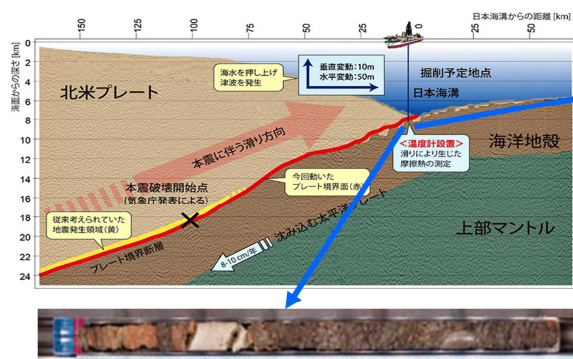 日本海溝からの距離 [km]
-150
-100
-50
0
50
海面からの深さ [km]
0
2
4
6
8
10
12
14
16
18
20
22
24
北米プレート
海水を押し上げ
津波を発生
垂直変動:10m
水平変動:50m
掘削予定地点
日本海溝
本震に伴う滑り方向
<温度計設置>
滑りにより生じた
摩擦熱の測定
海洋地殻
本震破壊開始点
(気象庁発表による)
今回動いた
プレート境界面(赤)
従来考えられていた
地震発生領域(黄)
プレート境界断層
沈み込む太平洋プレート
8-10 cm/年
上部マントル